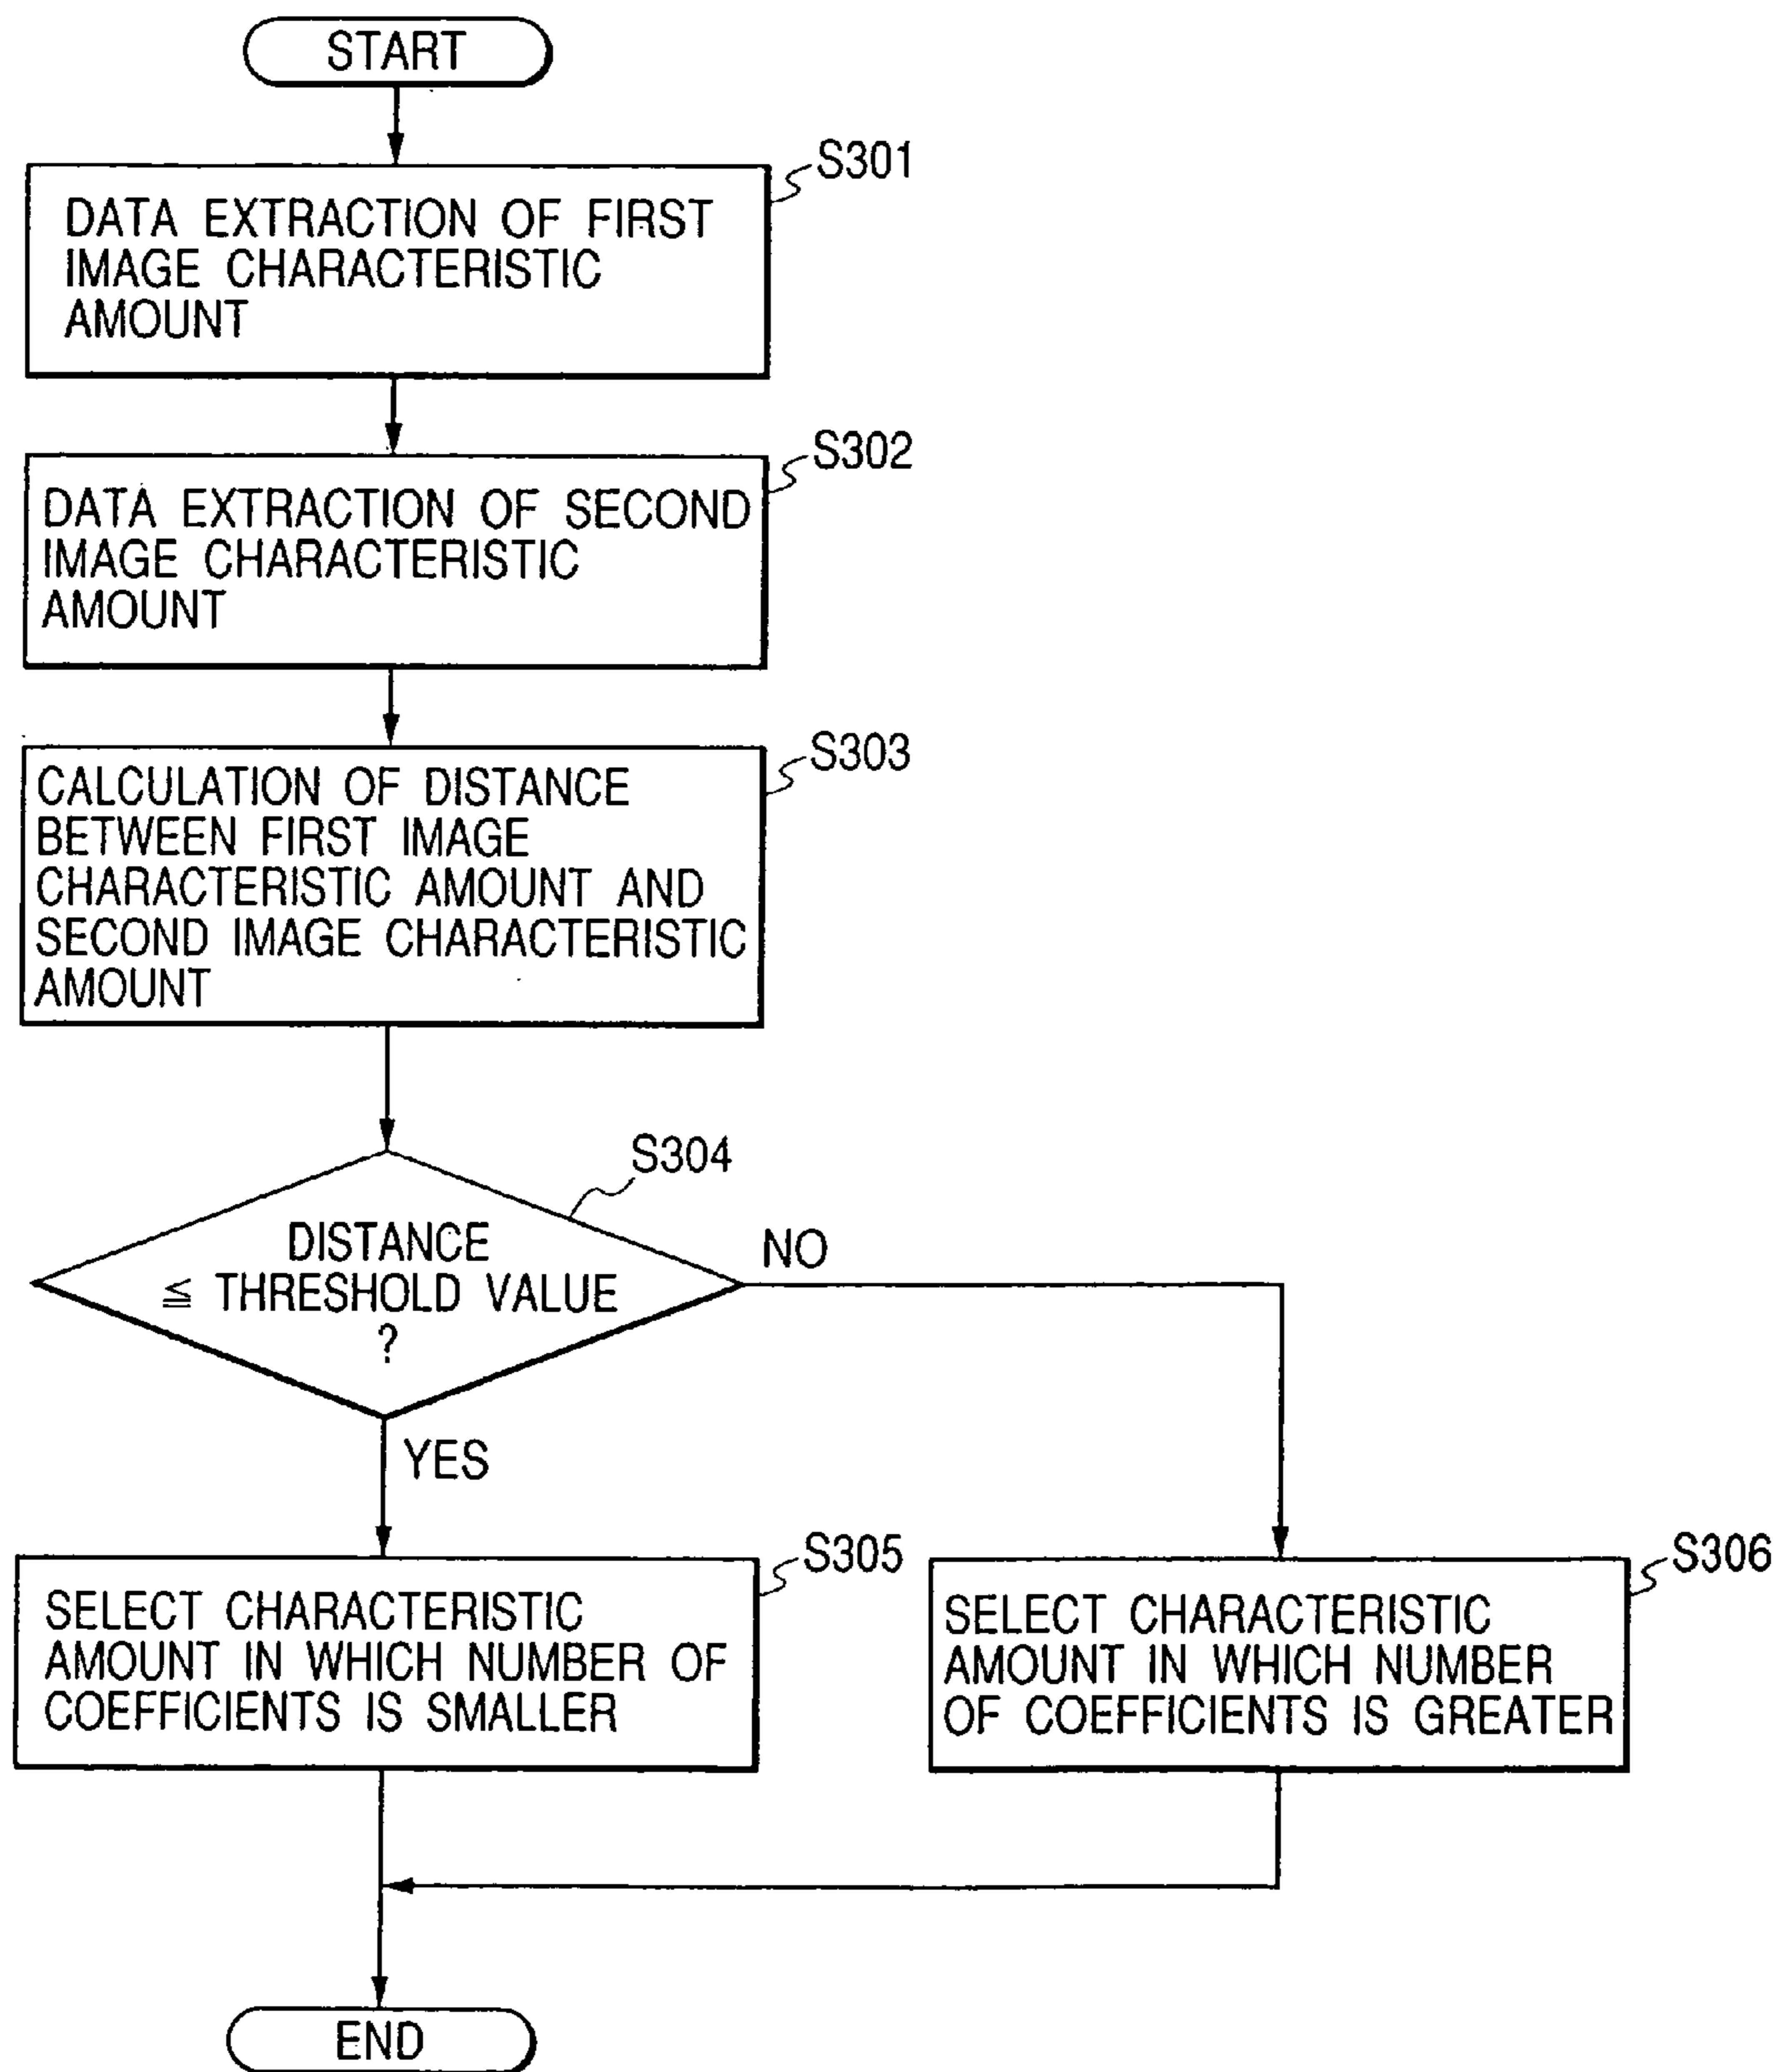 START
S301
DATA EXTRACTION OF FIRST
IMAGE CHARACTERISTIC
AMOUNT
S302
DATA EXTRACTION OF SECOND
IMAGE CHARACTERISTIC
AMOUNT
S303
CALCULATION OF DISTANCE
BETWEEN FIRST IMAGE
CHARACTERISTIC AMOUNT AND
SECOND IMAGE CHARACTERISTIC
AMOUNT
S304
DISTANCE
≦ THRESHOLD VALUE
?
NO
YES
S305
SELECT CHARACTERISTIC
AMOUNT IN WHICH NUMBER OF
COEFFICIENTS IS SMALLER
S306
SELECT CHARACTERISTIC
AMOUNT IN WHICH NUMBER
OF COEFFICIENTS IS GREATER
END